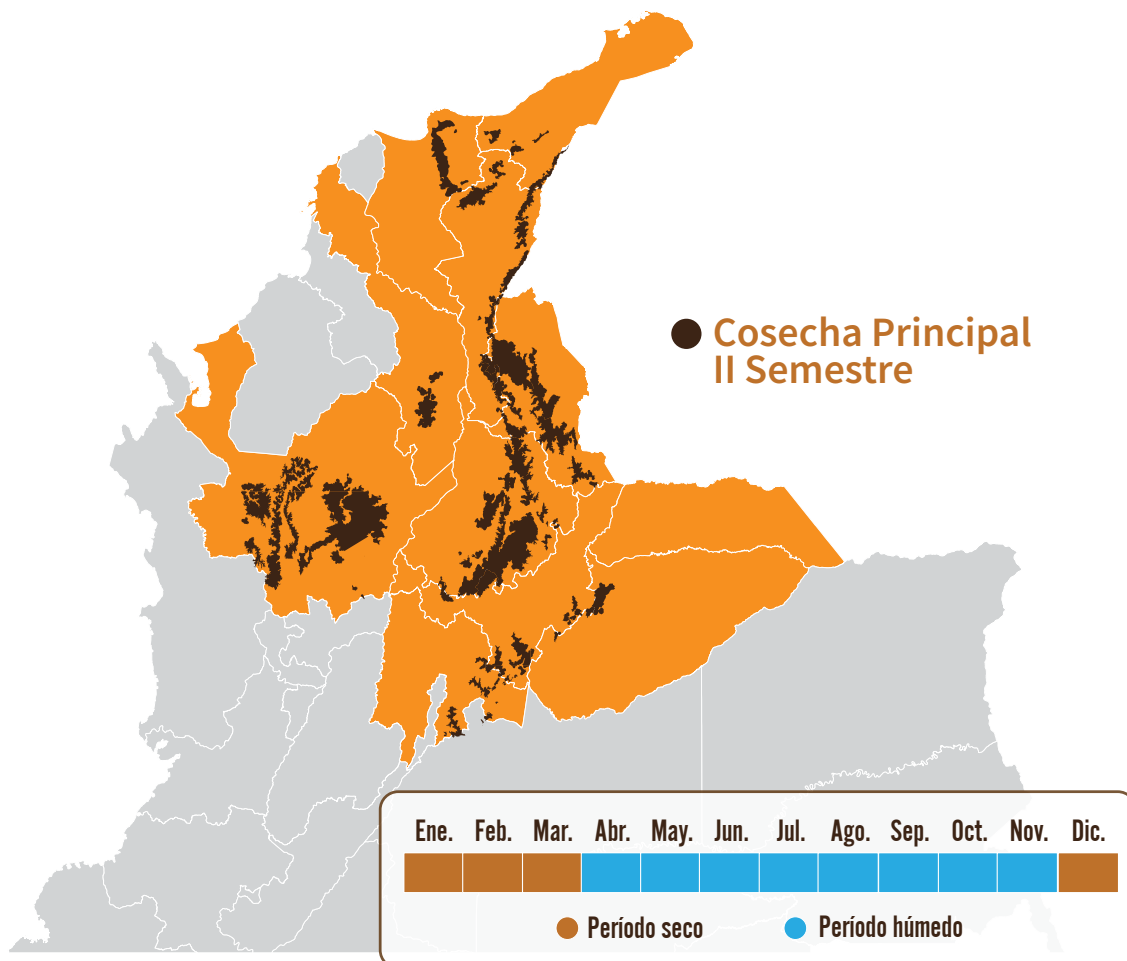 Cosecha Principal
II Semestre
Ene. Feb. Mar. Abr. May. Jun. Jul. Ago. Sep. Oct. Nov. Dic.
Período seco Período húmedo